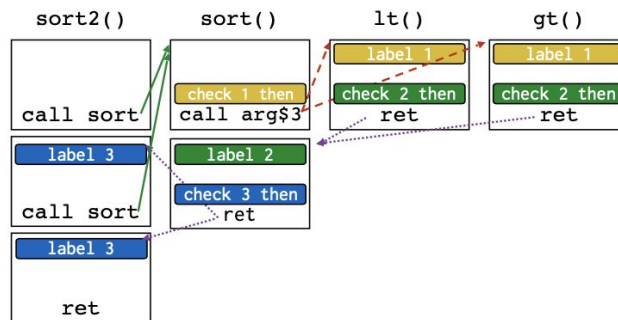 sort2()
call sort
label 3
call sort
label 3
ret
sort()
check 1 then
call arg$3
label 2
check 3 then
ret
lt()
label 1
check 2 then
ret
gt()
label 1
check 2 then
ret